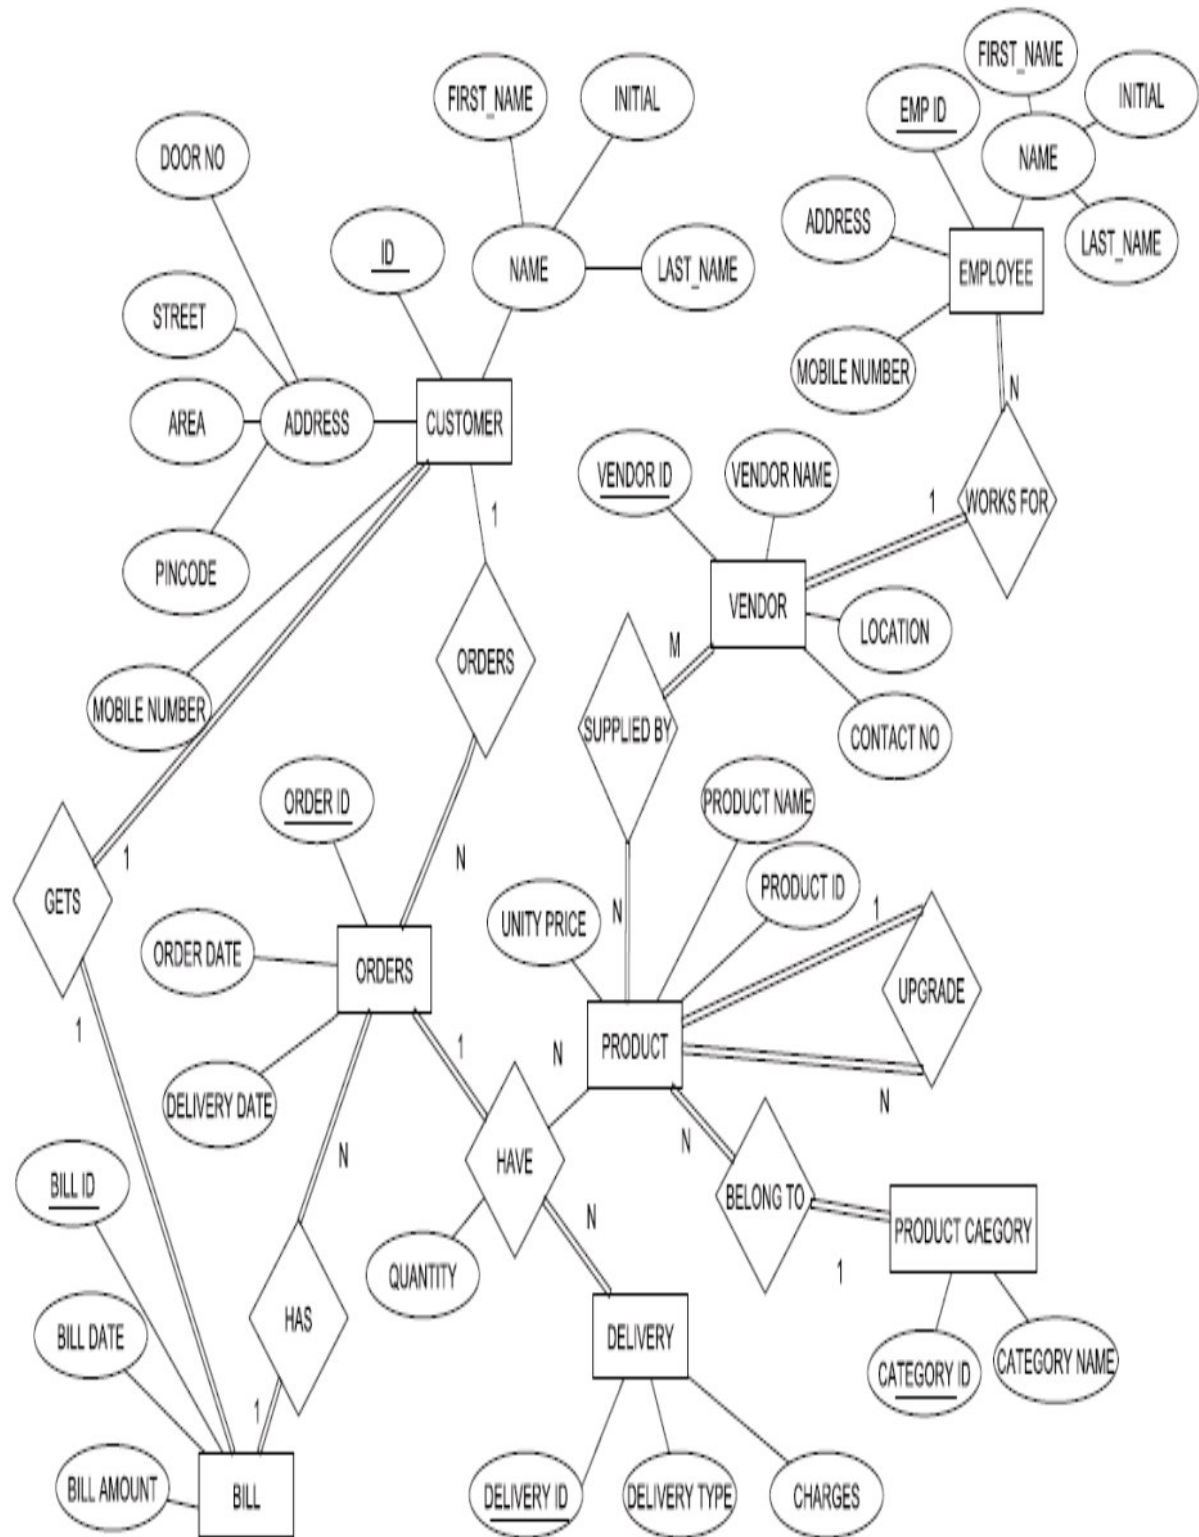 FIRST_NAME
FIRST_NAME
INITIAL
INITIAL
EMP ID
DOOR NO
NAME
ADDRESS
ID
NAME
LAST_NAME
LAST_NAME
EMPLOYEE
STREET
MOBILE NUMBER
N
AREA
ADDRESS
CUSTOMER
VENDOR ID
VENDOR NAME
1
WORKS FOR
1
PINCODE
VENDOR
LOCATION
M
ORDERS
MOBILE NUMBER
SUPPLIED BY
CONTACT NO
ORDER ID
PRODUCT NAME
1
N
PRODUCT ID
GETS
N
UNITY PRICE
1
ORDER DATE
ORDERS
UPGRADE
1
1
N
PRODUCT
DELIVERY DATE
N
N
N
HAVE
BILL ID
N
BELONG TO
PRODUCT CAEGORY
QUANTITY
1
HAS
BILL DATE
DELIVERY
CATEGORY ID
CATEGORY NAME
1
BILL AMOUNT
BILL
DELIVERY ID
DELIVERY TYPE
CHARGES